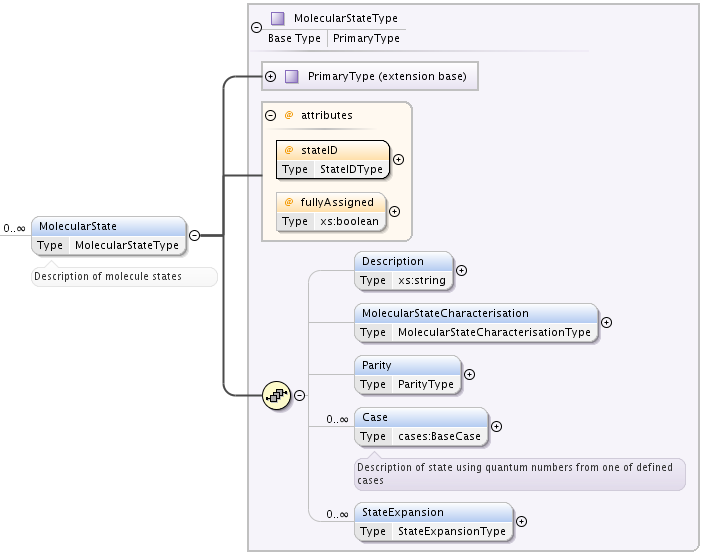 MolecularStateType
Base Type PrimaryType
PrimaryType (extension base)
@ attributes
@ stateID
Type StateIDType
@ fullyAssigned
Type xs:boolean
0..∞
MolecularState
Type MolecularStateType
Description of molecule states
Description
Type xs:string
MolecularStateCharacterisation
Type MolecularStateCharacterisationType
Parity
Type ParityType
0..∞
Case
Type cases:BaseCase
Description of state using quantum numbers from one of defined
cases
0..∞
StateExpansion
Type StateExpansionType